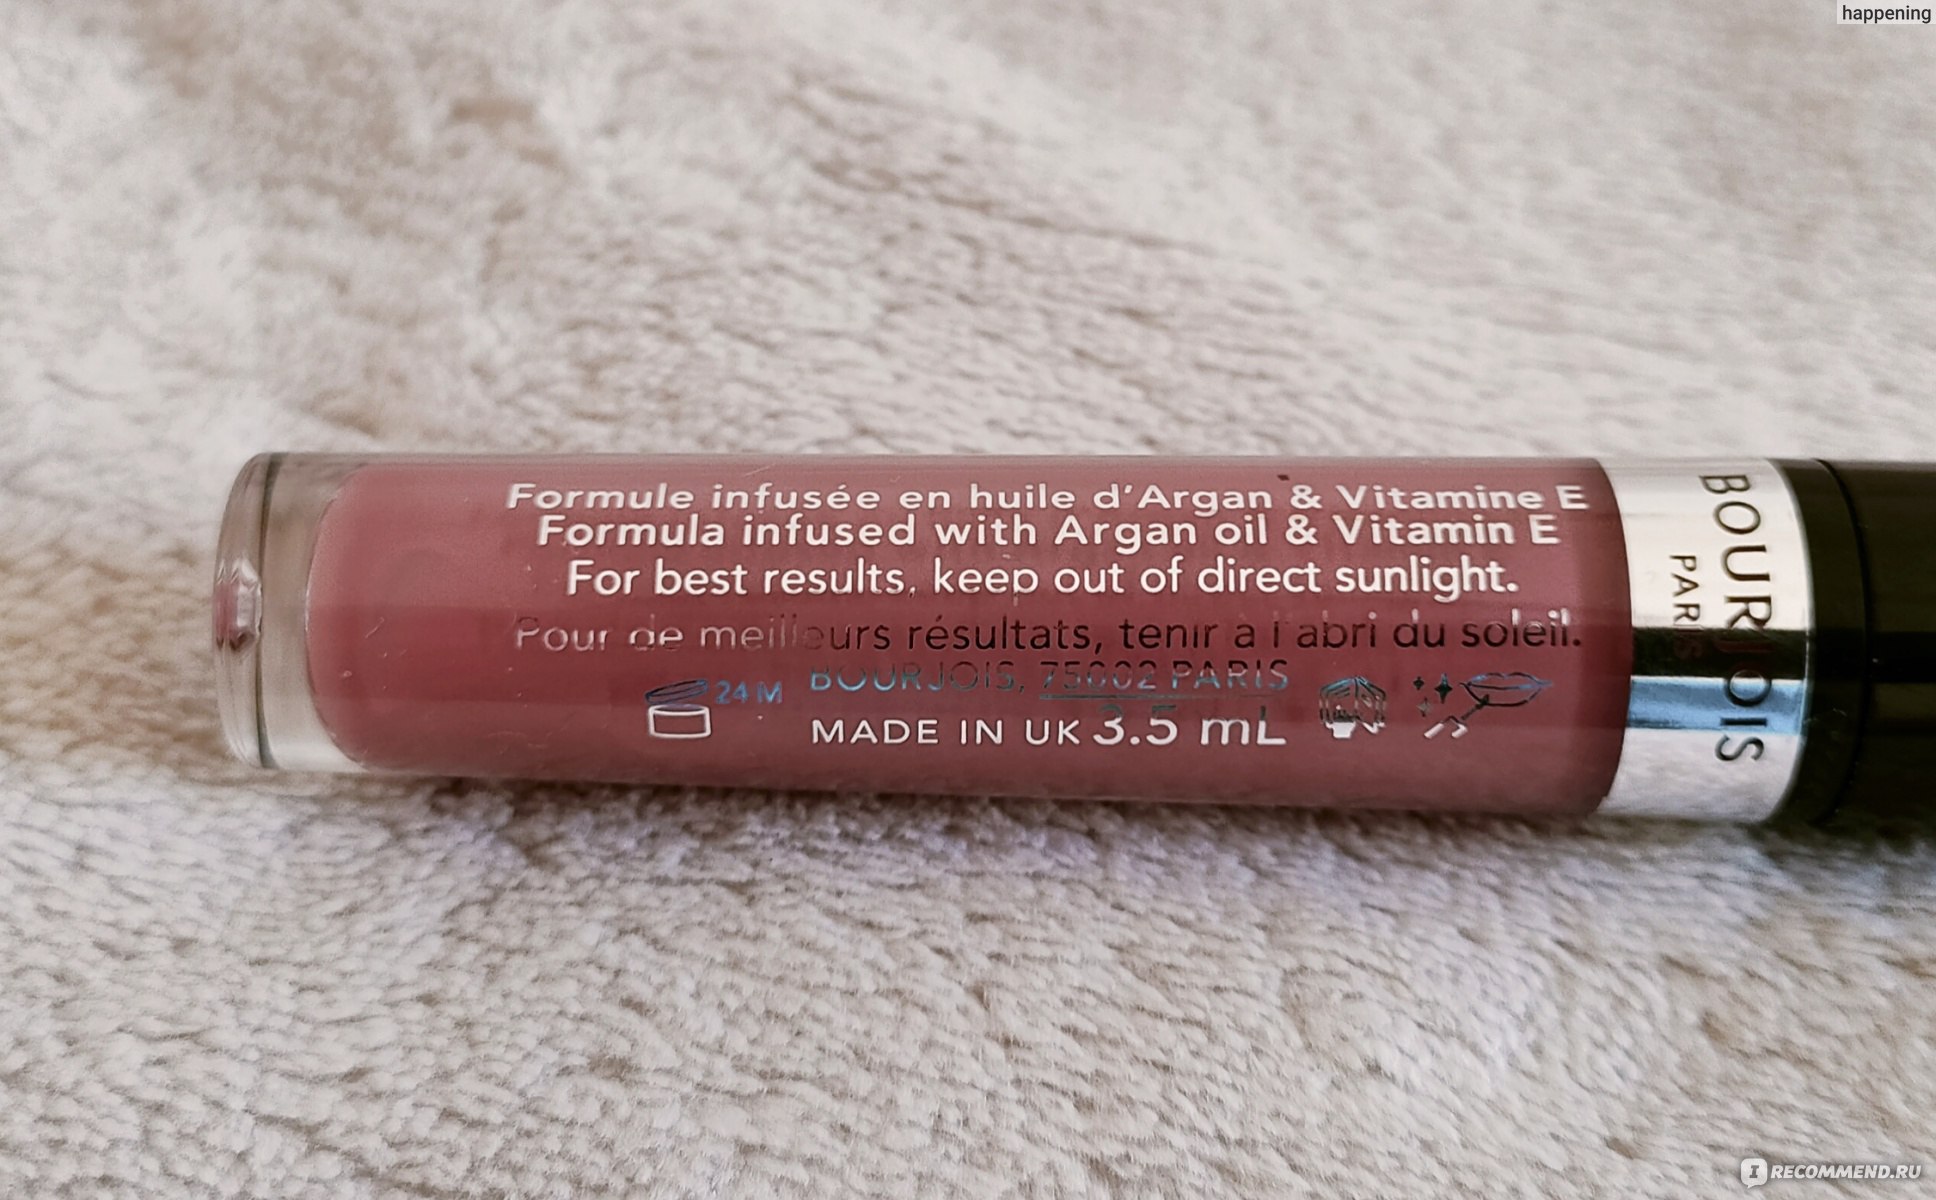 happening
Formule infusée en huile d'Argan & Vitamine E
Formula infused with Argan oil & Vitamin E
For best results, keep out of direct sunlight.
Pour de meilleurs résultats, tenir à l'abri du soleil.
24 M
BOURJOIS, 75002 PARIS
MADE IN UK 3.5 mL
BOURJOIS
PARIS
IRECOMMEND.RU